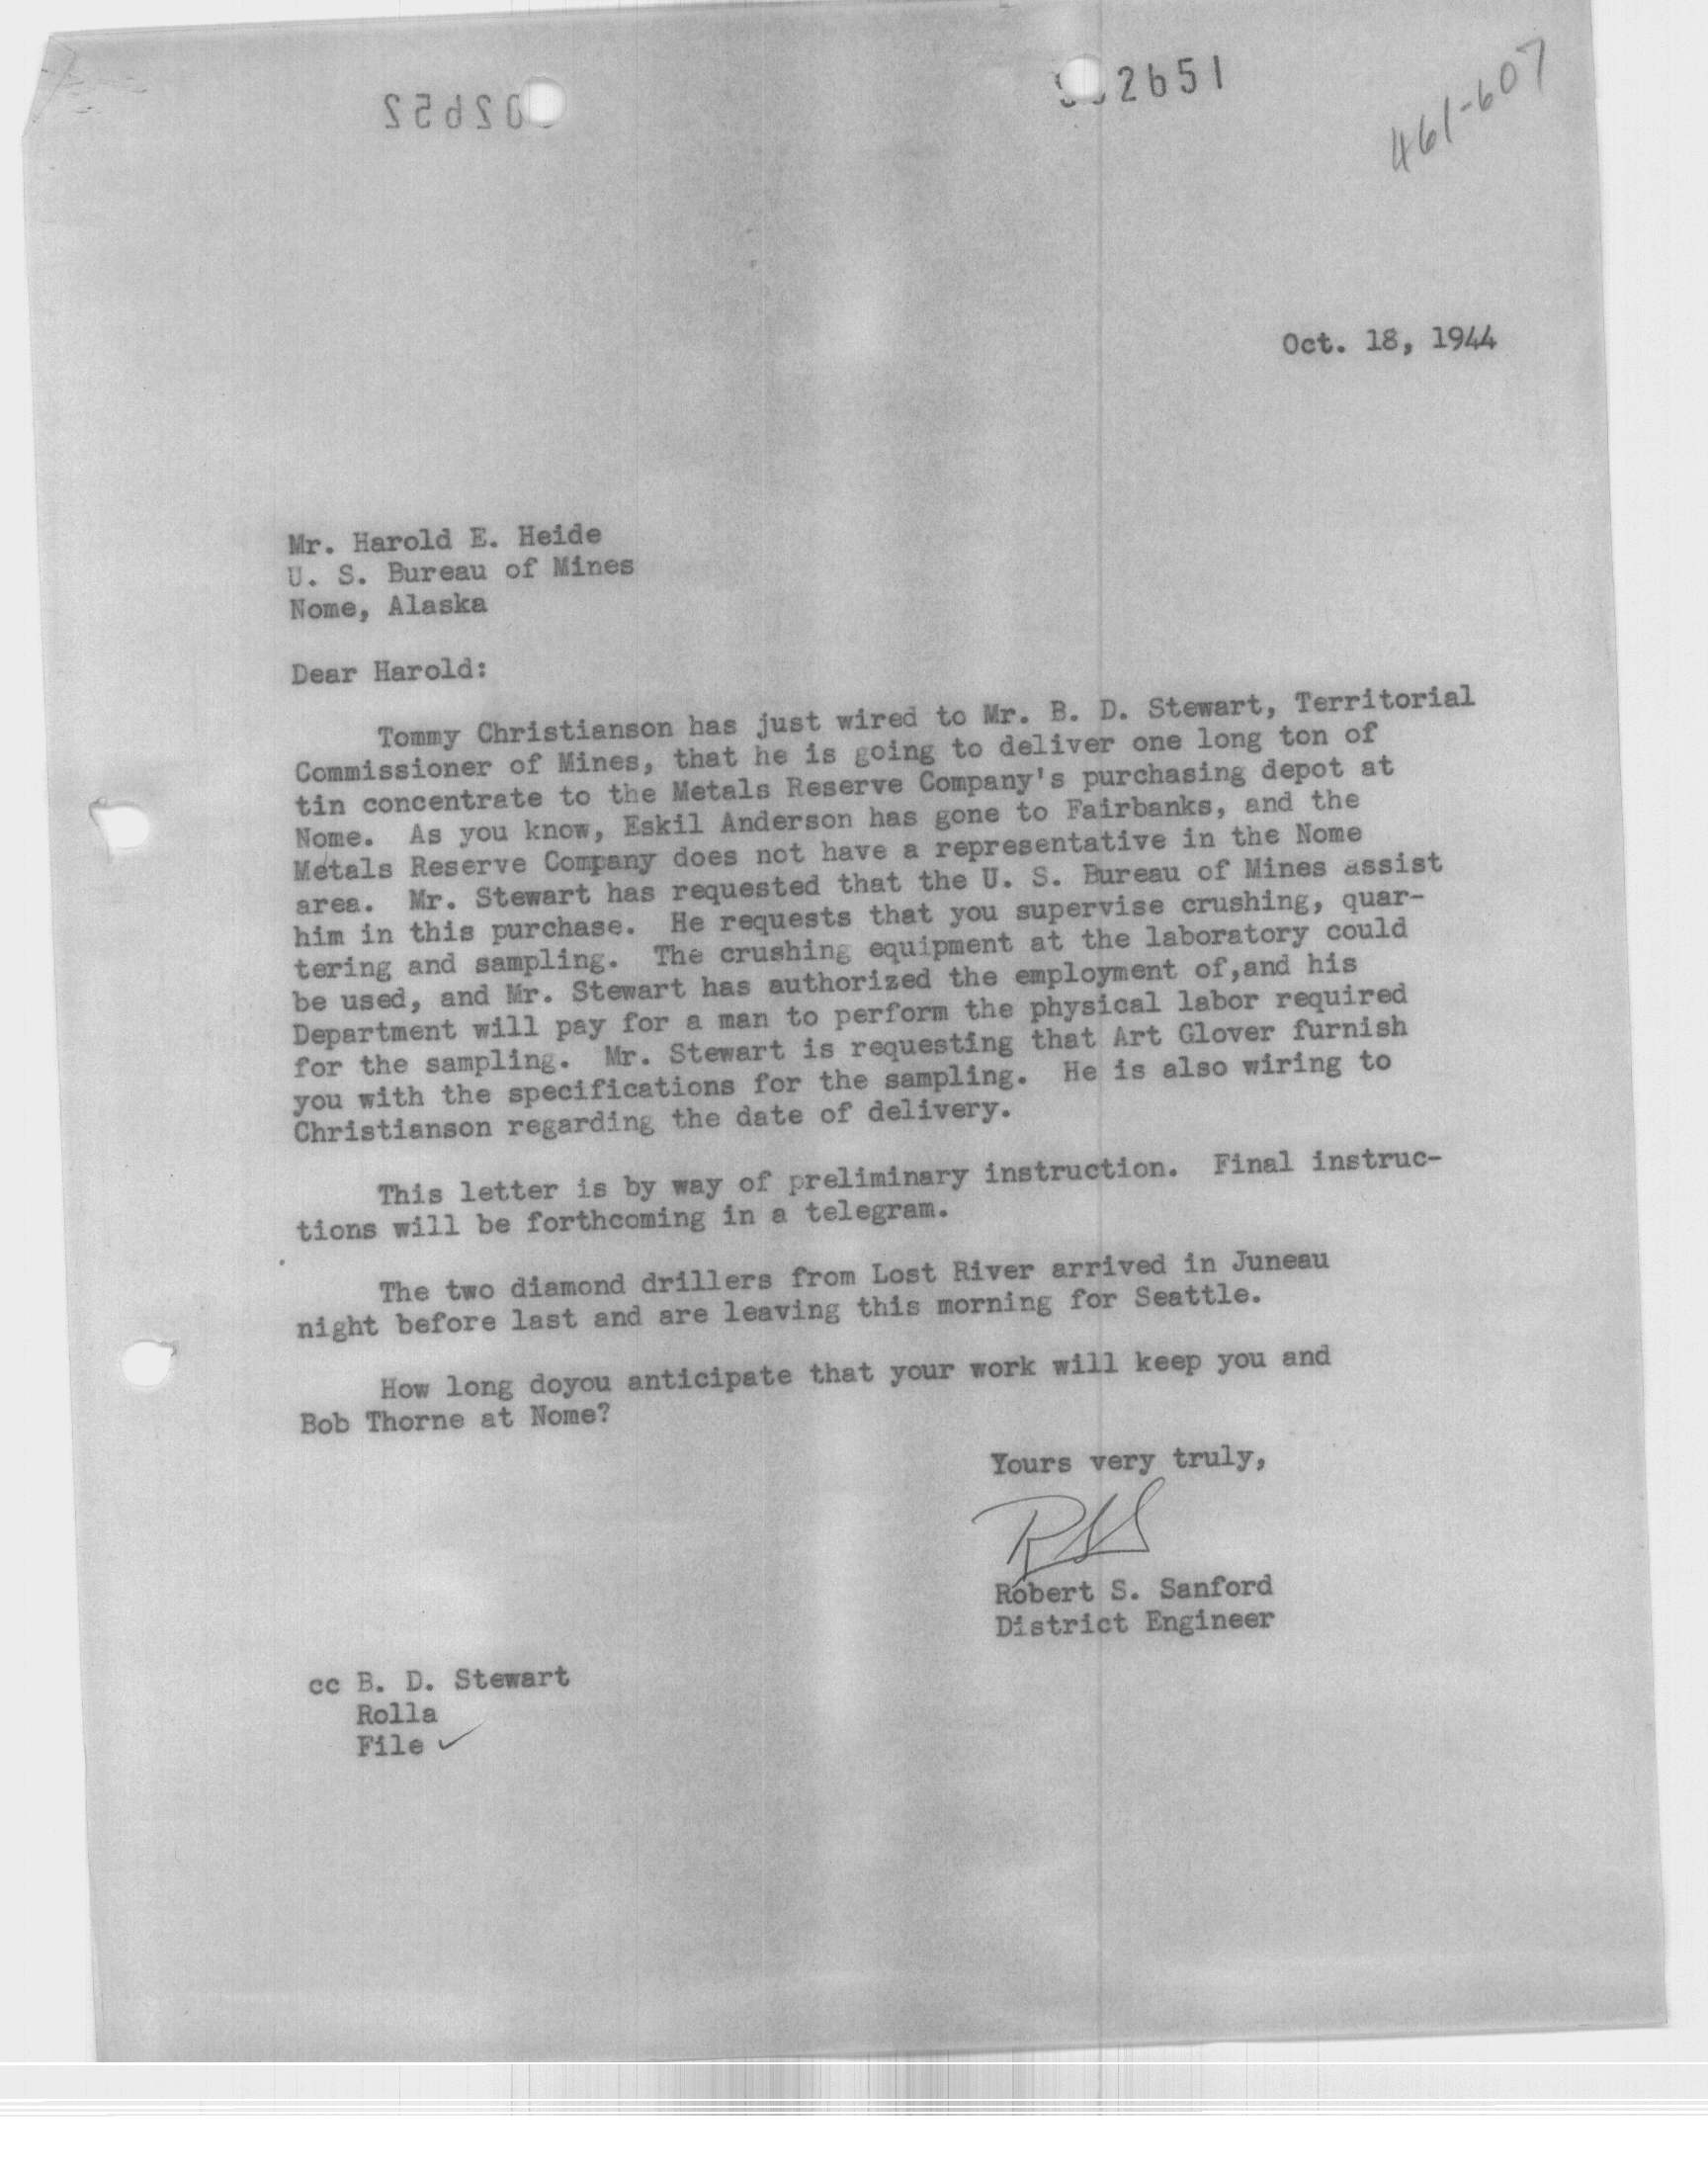 02652
2651
461-607
Oct. 18, 1944
Mr. Harold E. Heide
U. S. Bureau of Mines
Nome, Alaska
Dear Harold:
Tommy Christianson has just wired to Mr. B. D. Stewart, Territorial
Commissioner of Mines, that he is going to deliver one long ton of
tin concentrate to the Metals Reserve Company's purchasing depot at
Nome. As you know, Eskil Anderson has gone to Fairbanks, and the
Metals Reserve Company does not have a representative in the Nome
area. Mr. Stewart has requested that the U. S. Bureau of Mines assist
him in this purchase. He requests that you supervise crushing, quar-
tering and sampling. The crushing equipment at the laboratory could
be used, and Mr. Stewart has authorized the employment of,and his
Department will pay for a man to perform the physical labor required
for the sampling. Mr. Stewart is requesting that Art Glover furnish
you with the specifications for the sampling. He is also wiring to
Christianson regarding the date of delivery.
This letter is by way of preliminary instruction. Final instruc-
tions will be forthcoming in a telegram.
The two diamond drillers from Lost River arrived in Juneau
night before last and are leaving this morning for Seattle.
How long doyou anticipate that your work will keep you and
Bob Thorne at Nome?
Yours very truly,
RSS
Robert S. Sanford
District Engineer
cc B. D. Stewart
Rolla
File ✓